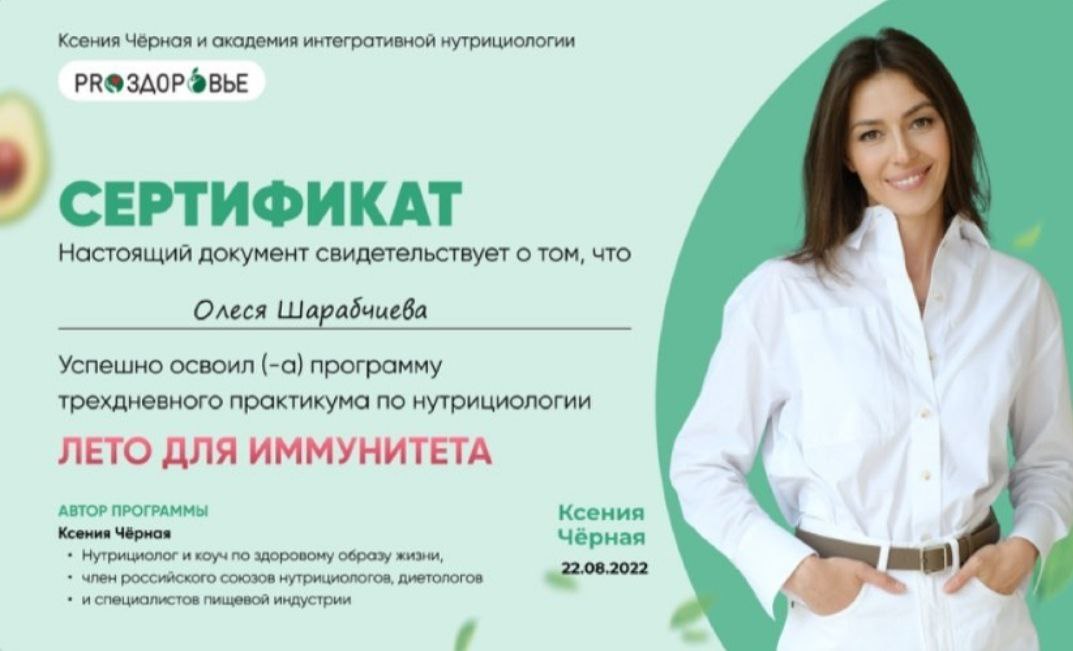 Ксения Чёрная и академия интегративной нутрициологии
PROЗДОРОВЬЕ
СЕРТИФИКАТ
Настоящий документ свидетельствует о том, что
Олеся Шарабчиева
Успешно освоил (-а) программу
трехдневного практикума по нутрициологии
ЛЕТО ДЛЯ ИММУНИТЕТА
АВТОР ПРОГРАММЫ
Ксения Чёрная
• Нутрициолог и коуч по здоровому образу жизни,
• член российского союзов нутрициологов, диетологов
• и специалистов пищевой индустрии
Ксения
Чёрная
22.08.2022